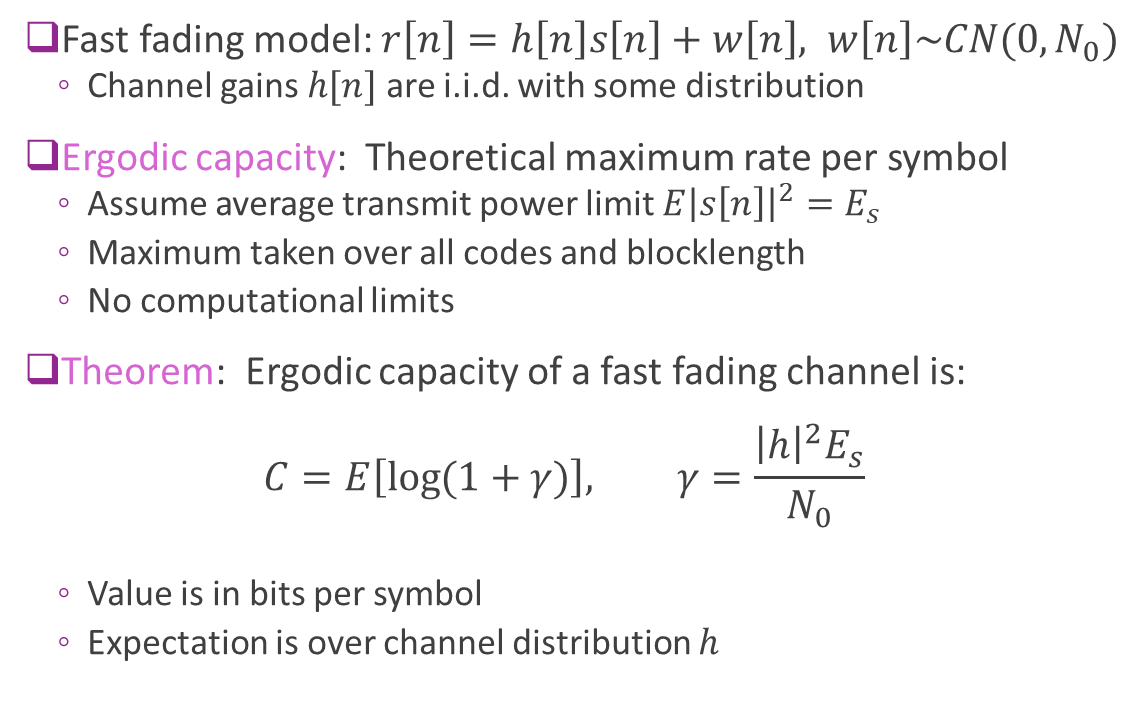 ❑Fast fading model: r[n] = h[n]s[n] + w[n], w[n]~CN(0, N₀)
◦ Channel gains h[n] are i.i.d. with some distribution
❑Ergodic capacity: Theoretical maximum rate per symbol
◦ Assume average transmit power limit E|s[n]|² = Eₛ
◦ Maximum taken over all codes and blocklength
◦ No computational limits
❑Theorem: Ergodic capacity of a fast fading channel is:
C = E[log(1 + γ)], γ = |h|²Eₛ / N₀
◦ Value is in bits per symbol
◦ Expectation is over channel distribution h